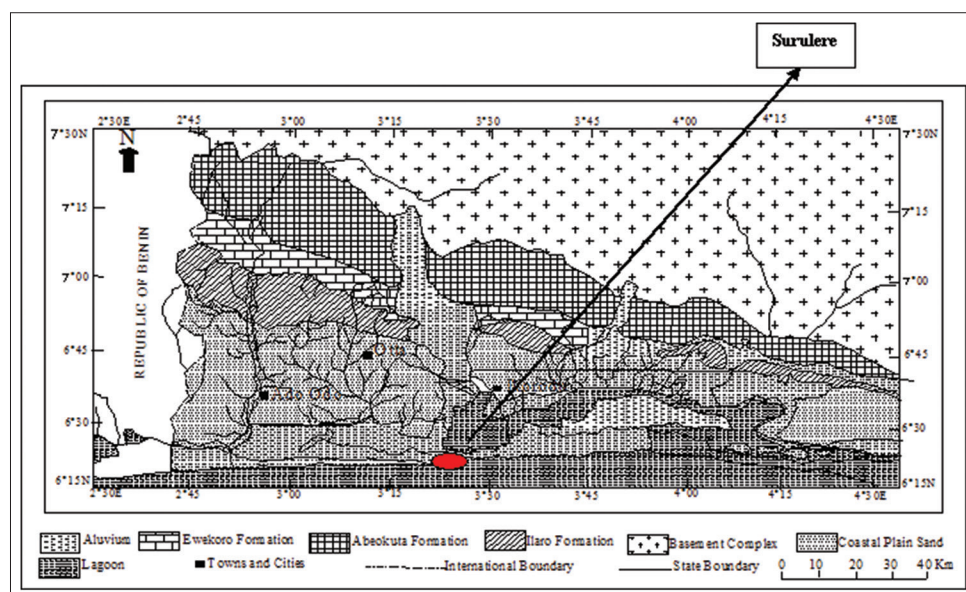 Surulere
2°30E 2°45 3°00 3°15 3°30 3°45 4°00 4°15 4°30E
7°30N 7°30N
N
7°15 7°15
REPUBLIC OF BENIN
7°00 7°00
6°45 6°45
Otta
Ado Odo
6°30 6°30
6°15N 6°15N
2°30E 3°00 3°15 3°30 3°45 4°00 4°15 4°30E
Aluvium Ewekoro Formation Abeokuta Formation Ilaro Formation Basement Complex Coastal Plain Sand
Lagoon Towns and Cities International Boundary State Boundary 0 10 20 40 Km